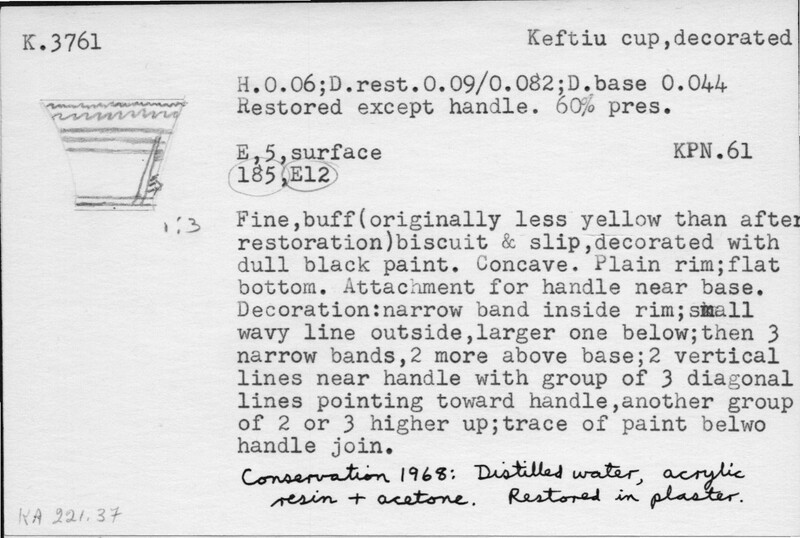 K.3761
Keftiu cup,decorated
H.0.06;D.rest.0.09/0.082;D.base 0.044
Restored except handle. 60% pres.
E,5,surface
KPN.61
185,E12
1:3
Fine,buff(originally less yellow than after
restoration)biscuit & slip,decorated with
dull black paint. Concave. Plain rim;flat
bottom. Attachment for handle near base.
Decoration:narrow band inside rim;small
wavy line outside,larger one below;then 3
narrow bands,2 more above base;2 vertical
lines near handle with group of 3 diagonal
lines pointing toward handle,another group
of 2 or 3 higher up;trace of paint belwo
handle join.
Conservation 1968: Distilled water, acrylic
resin + acetone. Restored in plaster.
KA 221.37